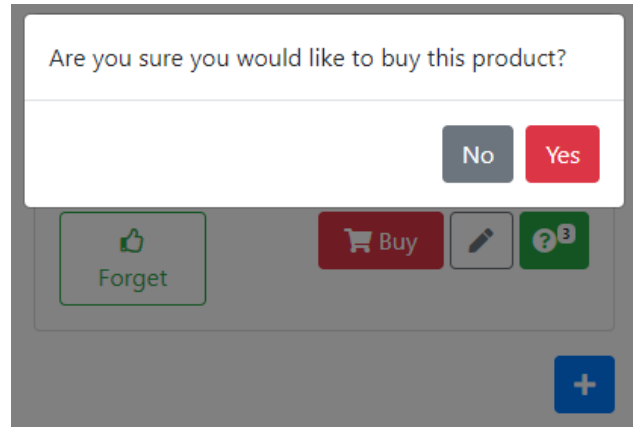 Are you sure you would like to buy this product?
No Yes
Buy 3
Forget